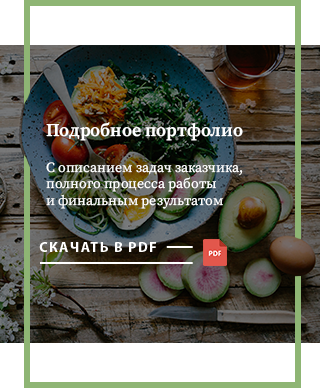 Подробное портфолио
С описанием задач заказчика,
полного процесса работы
и финальным результатом
СКАЧАТЬ В PDF
PDF